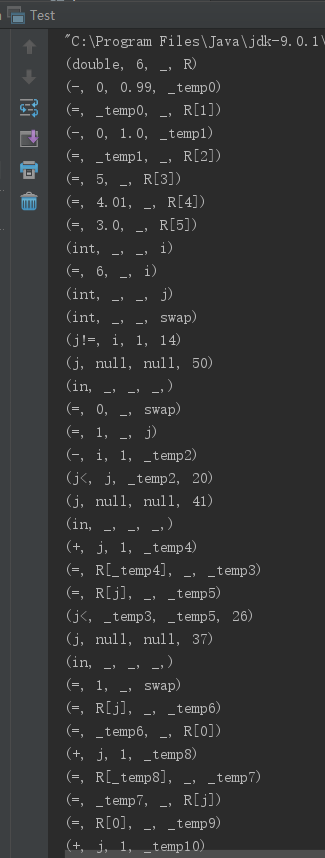 Test
"C:\Program Files\Java\jdk-9.0.1\
(double, 6, _, R)
(-, 0, 0.99, _temp0)
(=, _temp0, _, R[1])
(-, 0, 1.0, _temp1)
(=, _temp1, _, R[2])
(=, 5, _, R[3])
(=, 4.01, _, R[4])
(=, 3.0, _, R[5])
(int, _, _, i)
(=, 6, _, i)
(int, _, _, j)
(int, _, _, swap)
(j!=, i, 1, 14)
(j, null, null, 50)
(in, _, _, _,)
(=, 0, _, swap)
(=, 1, _, j)
(-, i, 1, _temp2)
(j<, j, _temp2, 20)
(j, null, null, 41)
(in, _, _, _,)
(+, j, 1, _temp4)
(=, R[_temp4], _, _temp3)
(=, R[j], _, _temp5)
(j<, _temp3, _temp5, 26)
(j, null, null, 37)
(in, _, _, _,)
(=, 1, _, swap)
(=, R[j], _, _temp6)
(=, _temp6, _, R[0])
(+, j, 1, _temp8)
(=, R[_temp8], _, _temp7)
(=, _temp7, _, R[j])
(=, R[0], _, _temp9)
(+, j, 1, _temp10)